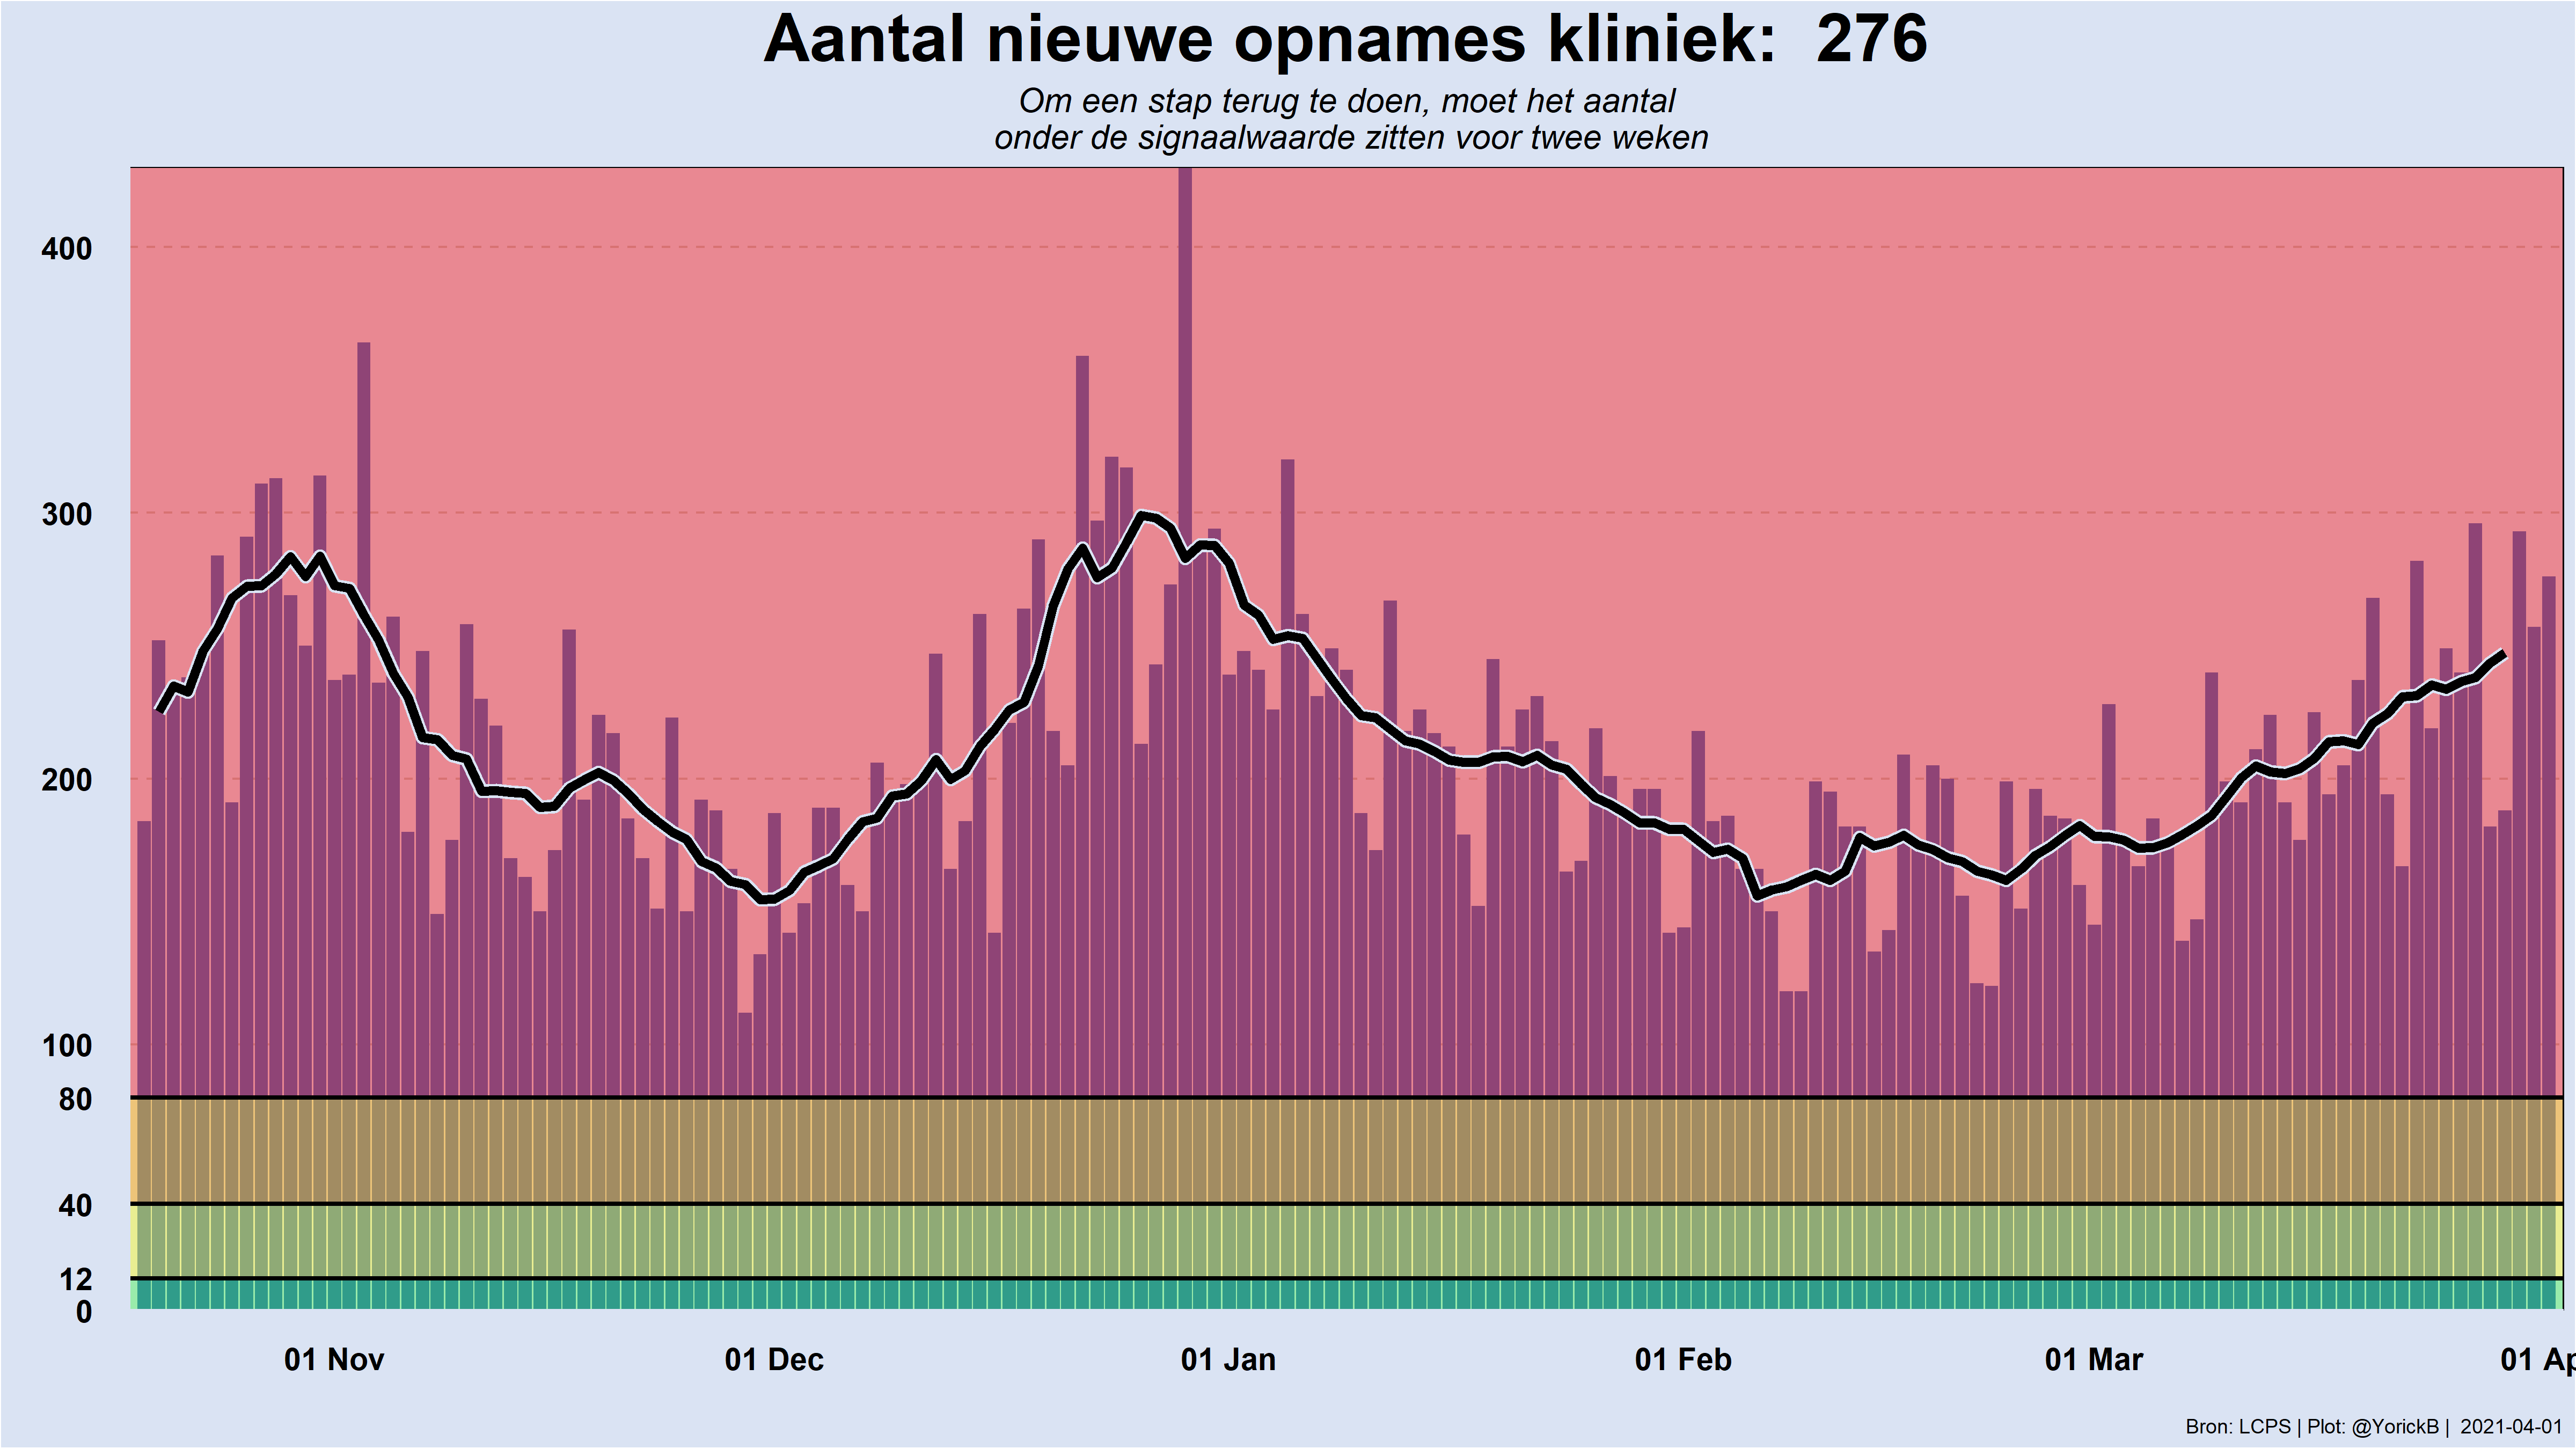 Aantal nieuwe opnames kliniek: 276
Om een stap terug te doen, moet het aantal
onder de signaalwaarde zitten voor twee weken
400
300
200
100
80
40
12
0
01 Nov 01 Dec 01 Jan 01 Feb 01 Mar 01 Ap
Bron: LCPS | Plot: @YorickB | 2021-04-01